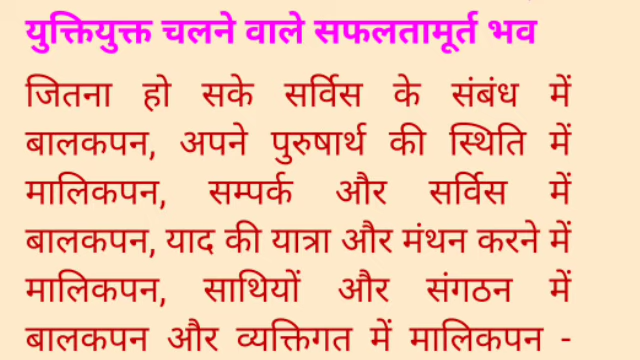 युक्तियुक्त चलने वाले सफलतामूर्त भव
जितना हो सके सर्विस के संबंध में
बालकपन, अपने पुरुषार्थ की स्थिति में
मालिकपन, सम्पर्क और सर्विस में
बालकपन, याद की यात्रा और मंथन करने में
मालिकपन, साथियों और संगठन में
बालकपन और व्यक्तिगत में मालिकपन -